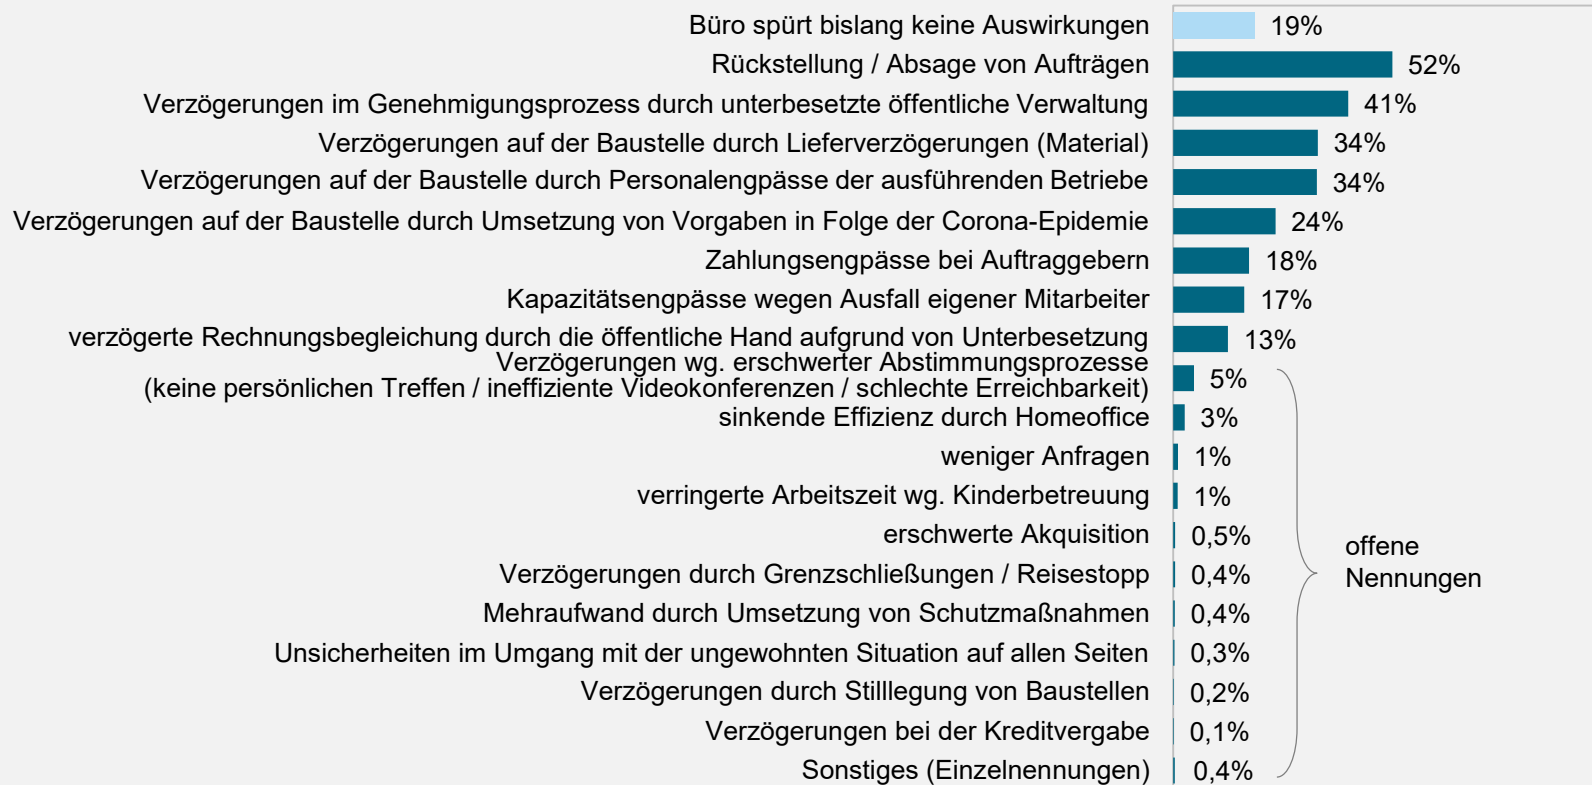 Büro spürt bislang keine Auswirkungen 19%
Rückstellung / Absage von Aufträgen 52%
Verzögerungen im Genehmigungsprozess durch unterbesetzte öffentliche Verwaltung 41%
Verzögerungen auf der Baustelle durch Lieferverzögerungen (Material) 34%
Verzögerungen auf der Baustelle durch Personalengpässe der ausführenden Betriebe 34%
Verzögerungen auf der Baustelle durch Umsetzung von Vorgaben in Folge der Corona-Epidemie 24%
Zahlungsengpässe bei Auftraggebern 18%
Kapazitätsengpässe wegen Ausfall eigener Mitarbeiter 17%
verzögerte Rechnungsbegleichung durch die öffentliche Hand aufgrund von Unterbesetzung 13%
Verzögerungen wg. erschwerter Abstimmungsprozesse
(keine persönlichen Treffen / ineffiziente Videokonferenzen / schlechte Erreichbarkeit) 5%
sinkende Effizienz durch Homeoffice 3%
weniger Anfragen 1%
verringerte Arbeitszeit wg. Kinderbetreuung 1%
erschwerte Akquisition 0,5%
Verzögerungen durch Grenzschließungen / Reisestopp 0,4%
Mehraufwand durch Umsetzung von Schutzmaßnahmen 0,4%
Unsicherheiten im Umgang mit der ungewohnten Situation auf allen Seiten 0,3%
Verzögerungen durch Stilllegung von Baustellen 0,2%
Verzögerungen bei der Kreditvergabe 0,1%
Sonstiges (Einzelnennungen) 0,4%
offene
Nennungen